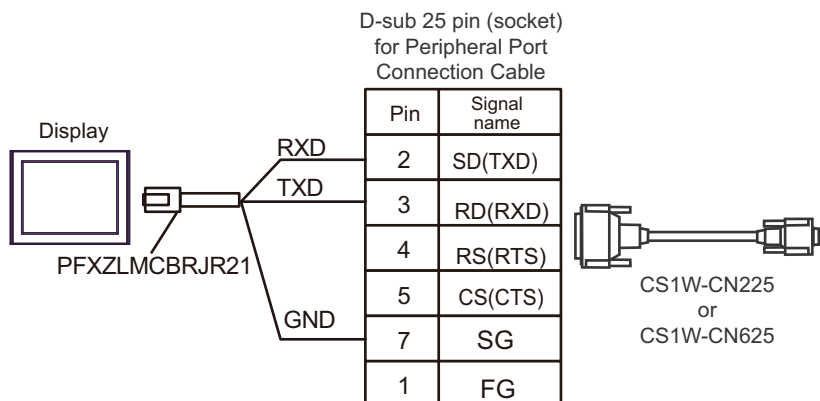 D-sub 25 pin (socket)
for Peripheral Port
Connection Cable
Pin Signal name
Display
RXD
2 SD(TXD)
TXD
3 RD(RXD)
4 RS(RTS)
PFXZLMCBRJR21
5 CS(CTS)
GND
7 SG
1 FG
CS1W-CN225
or
CS1W-CN625